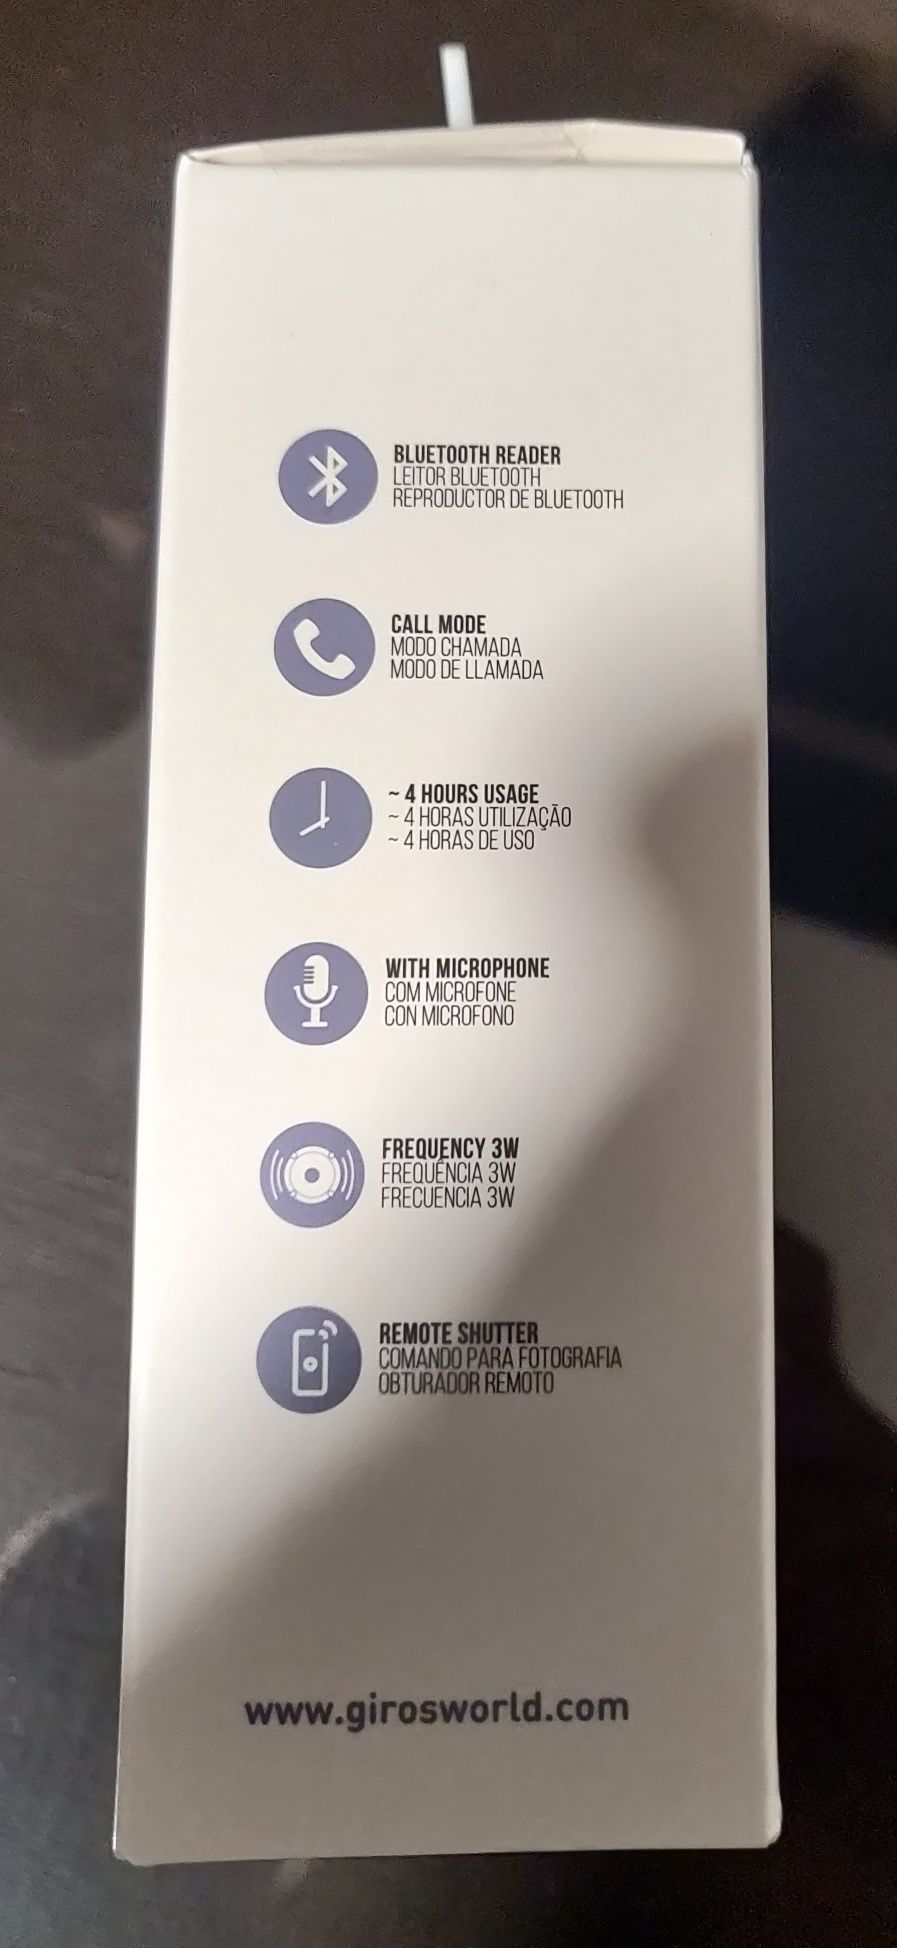 BLUETOOTH READER
LEITOR BLUETOOTH
REPRODUCTOR DE BLUETOOTH
CALL MODE
MODO CHAMADA
MODO DE LLAMADA
~ 4 HOURS USAGE
~ 4 HORAS UTILIZAÇÃO
~ 4 HORAS DE USO
WITH MICROPHONE
COM MICROFONE
CON MICROFONO
FREQUENCY 3W
FREQUÊNCIA 3W
FRECUENCIA 3W
REMOTE SHUTTER
COMANDO PARA FOTOGRAFIA
OBTURADOR REMOTO
www.girosworld.com